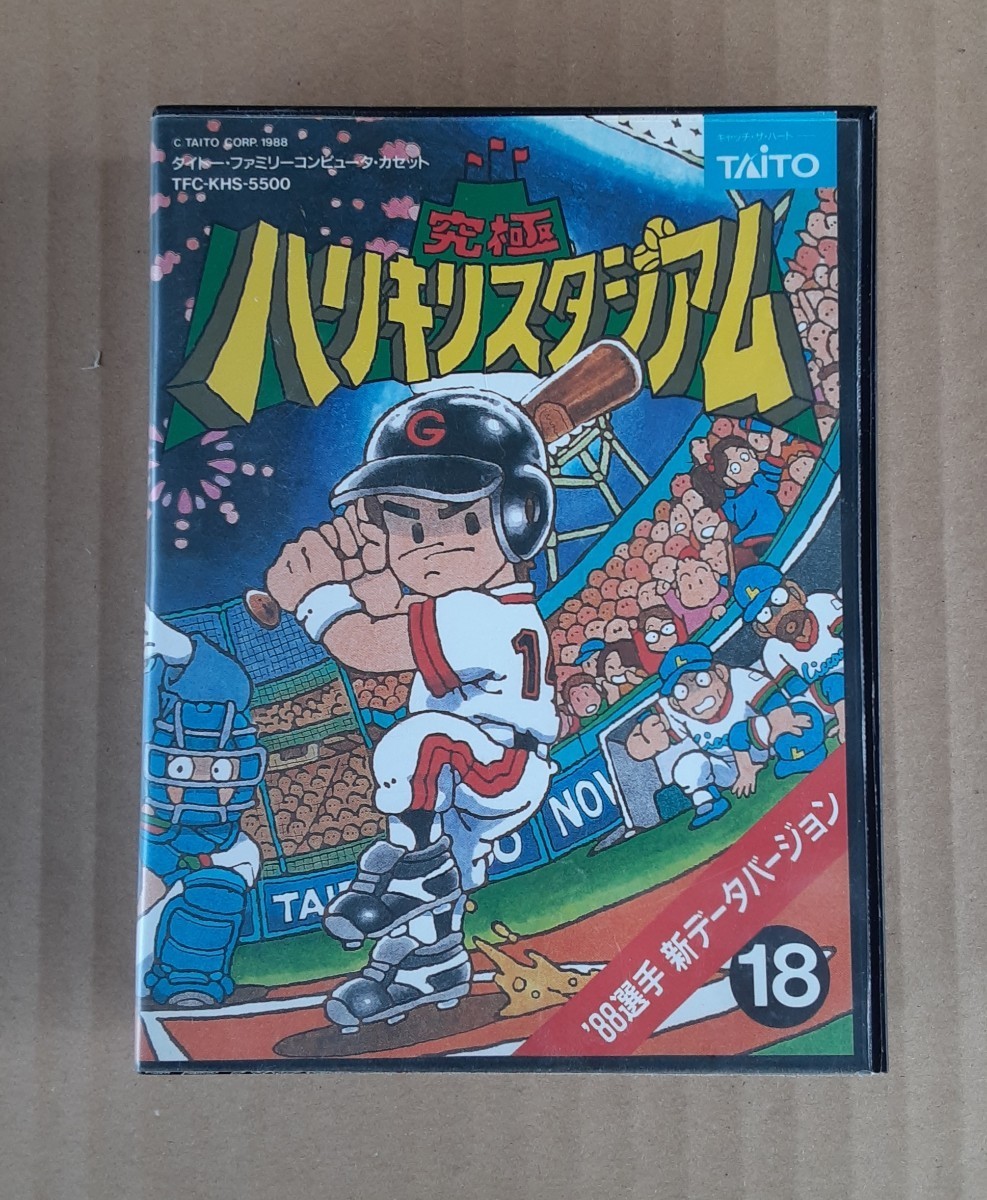 © TAITO CORP. 1988
タイトー・ファミリーコンピュータ・カセット
TFC-KHS-5500
キャッチ・ザ・ハート
TAITO
究極
ハリキリスタジアム
G
1
L
L
L
TAI
O
NOV
'88選手 新データバージョン
18